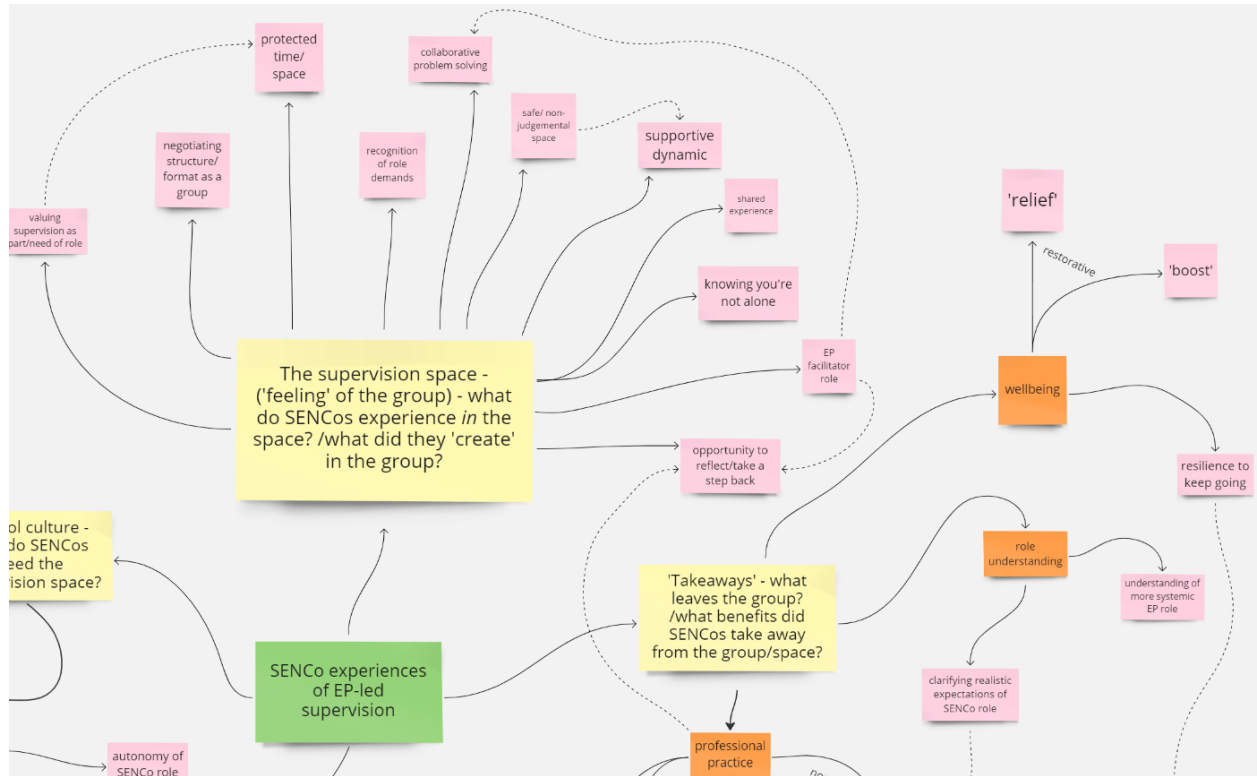 protected
time/
space
collaborative
problem solving
safe/ non-
judgemental
space
supportive
dynamic
negotiating
structure/
format as a
group
recognition
of role
demands
shared
experience
valuing
supervision as
part/need of role
knowing you're
not alone
'relief'
restorative
'boost'
The supervision space -
('feeling' of the group) - what
do SENCos experience in the
space? /what did they 'create'
in the group?
EP
facilitator
role
wellbeing
opportunity to
reflect/take a
step back
resilience to
keep going
culture -
do SENCos
the
space?
role
understanding
'Takeaways' - what
leaves the group?
/what benefits did
SENCos take away
from the group/space?
understanding of
more systemic
EP role
SENCo experiences
of EP-led
supervision
clarifying realistic
expectations of
SENCo role
autonomy of
SENCo role
professional
practice